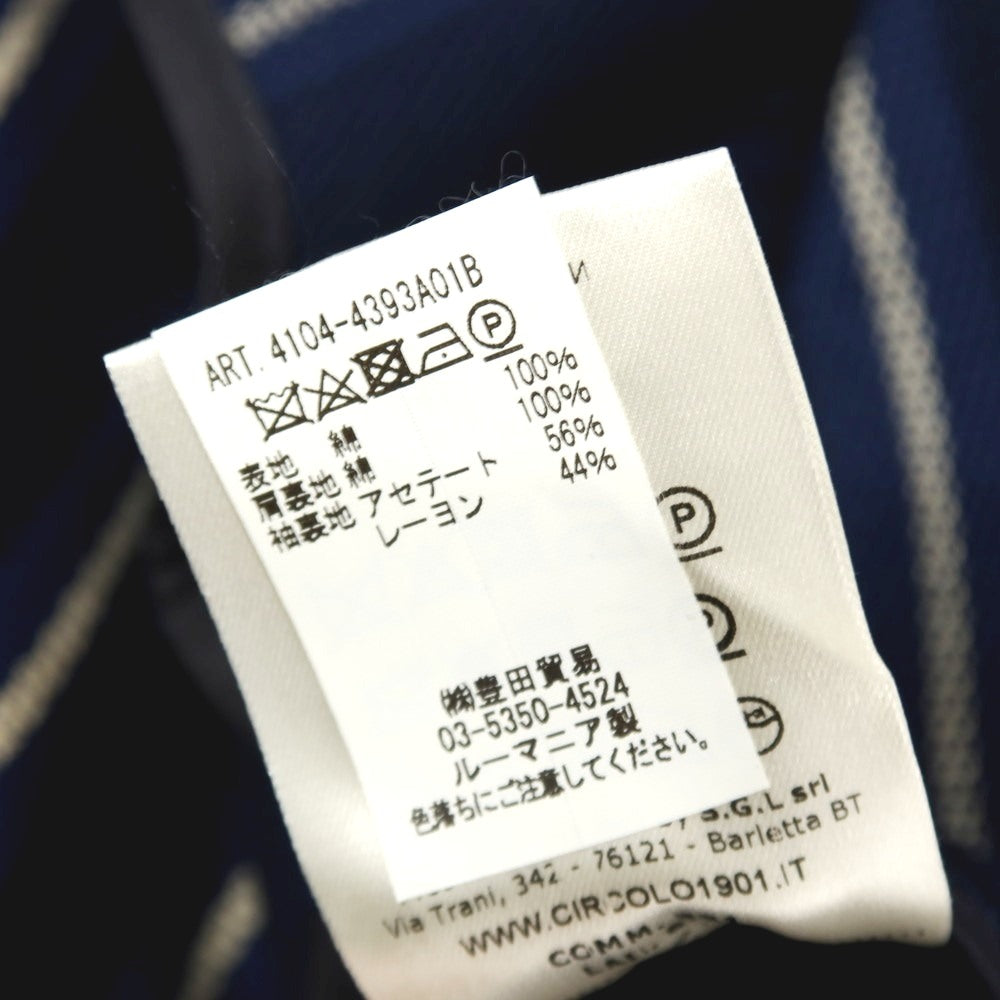 ART. 4104-4393A01B
P
表地 綿 100%
肩裏地 綿 100%
袖裏地 アセテート 56%
レーヨン 44%
㈱豊田貿易
03-5350-4524
ルーマニア製
色落ちにご注意してください。
P
P
S.G.L srl
Via Trani, 342 - 76121 - Barletta BT
WWW.CIRCOLO1901.IT